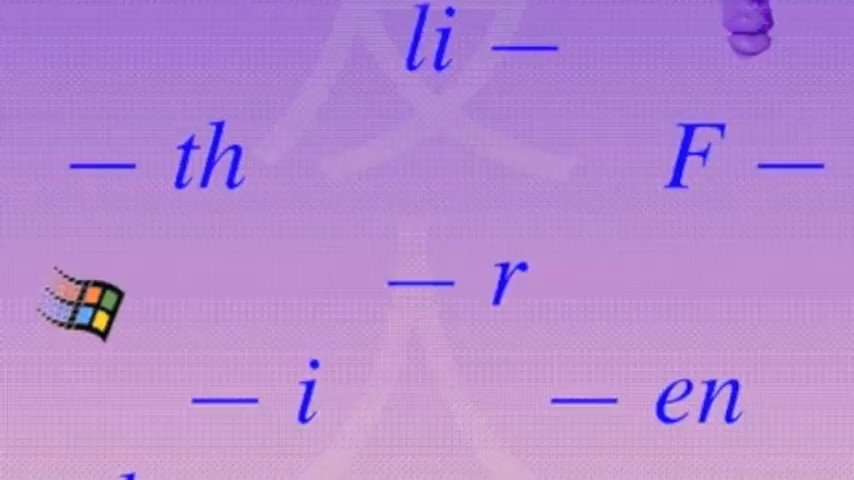 li —
— th F —
— r
— i — en